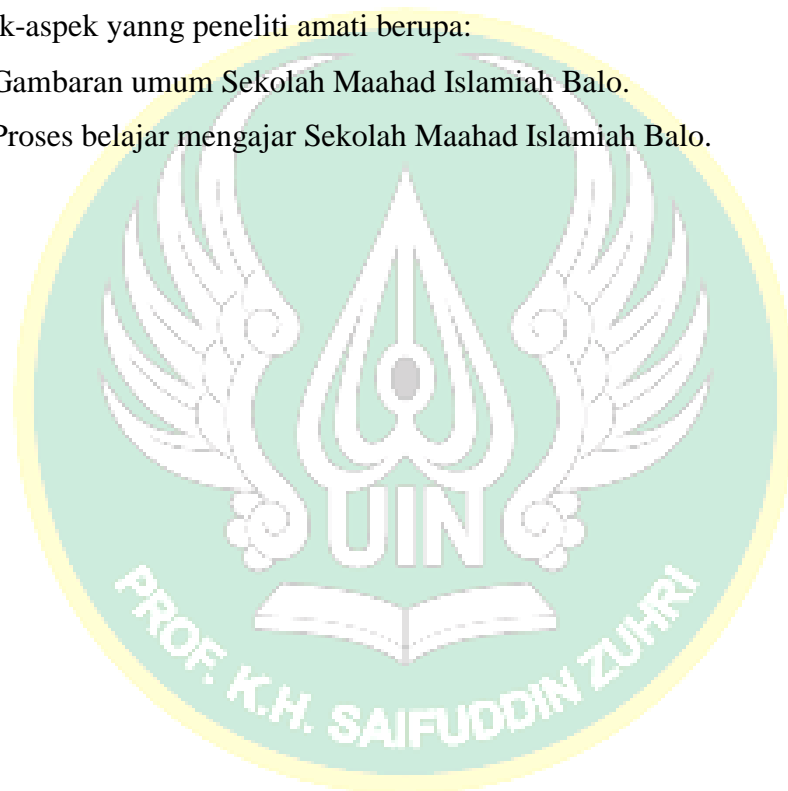 k-aspek yanng peneliti amati berupa:
Gambaran umum Sekolah Maahad Islamiah Balo.
Proses belajar mengajar Sekolah Maahad Islamiah Balo.
UIN
PROF. K.H. SAIFUDDIN ZUHRI